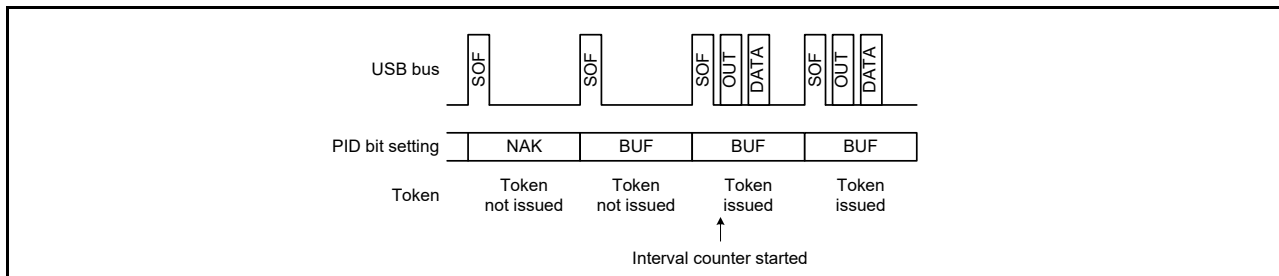 USB bus
SOF
SOF
SOF
OUT
DATA
SOF
OUT
DATA
PID bit setting
NAK
BUF
BUF
BUF
Token
Token
not issued
Token
not issued
Token
issued
Token
issued
Interval counter started